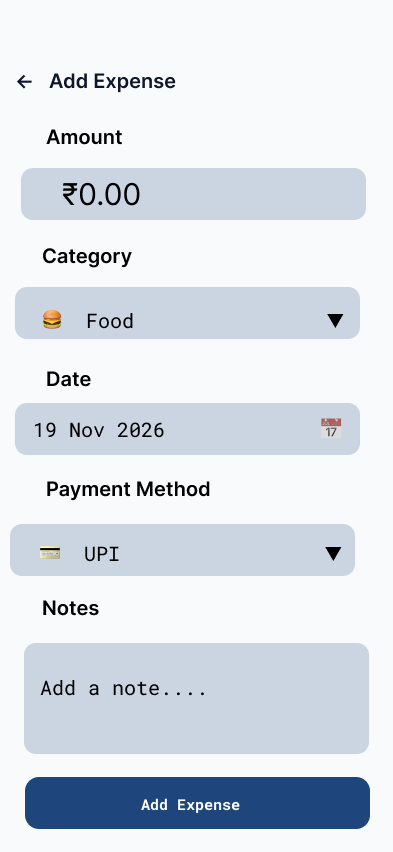 ← Add Expense
Amount
₹0.00
Category
🍔 Food ▼
Date
19 Nov 2026 📅 17
Payment Method
💳 UPI ▼
Notes
Add a note....
Add Expense